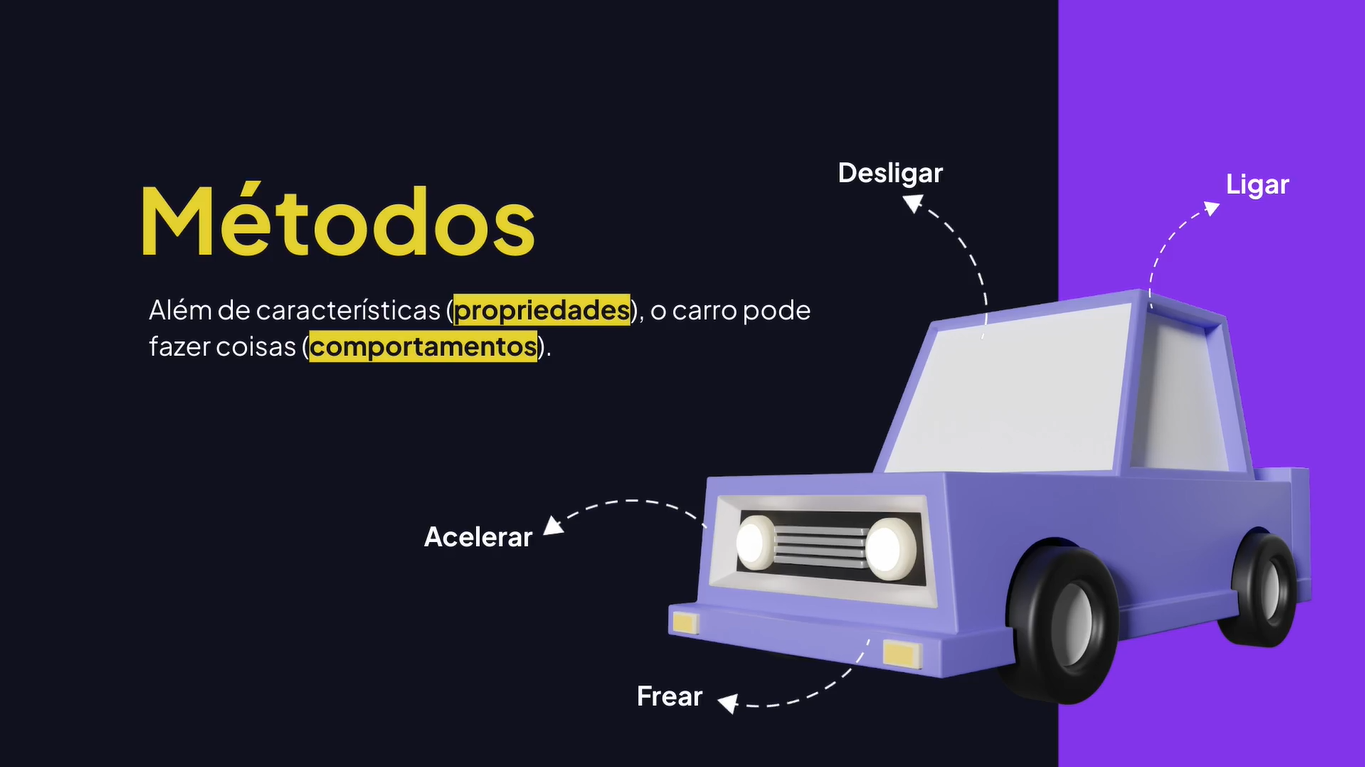 Métodos
Além de características (propriedades), o carro pode
fazer coisas (comportamentos).
Desligar
Ligar
Acelerar
Frear